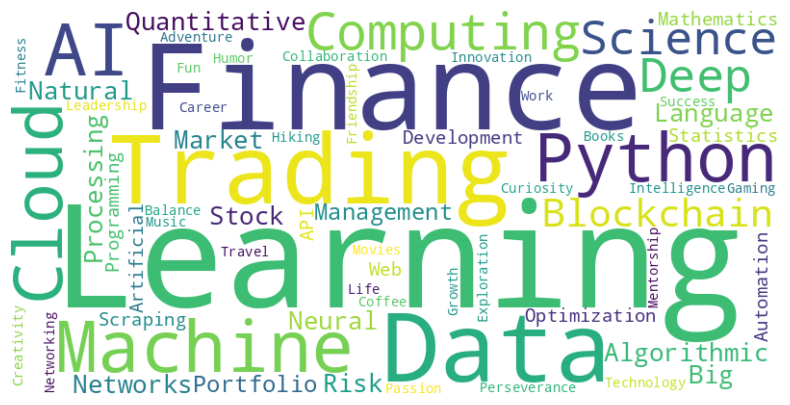 Quantitative
Computing
Mathematics
AI
Adventure
Science
Fitness
Fun
Humor
Collaboration
Innovation
Finance
Deep
Natural
Leadership
Career
Friendship
Work
Success
Language
Cloud
Processing
Programming
Market
Hiking
Development
Books
Statistics
Trading
Python
Curiosity
Intelligence
Gaming
Artificial
Balance
Music
Stock
API
Management
Blockchain
Learning
Travel
Movies
Web
Life
Coffee
Growth
Exploration
Mentorship
Automation
Creativity
Networking
Scraping
Neural
Optimization
Machine
Data
Algorithmic
Networks
Portfolio
Risk
Passion
Perseverance
Technology
Big